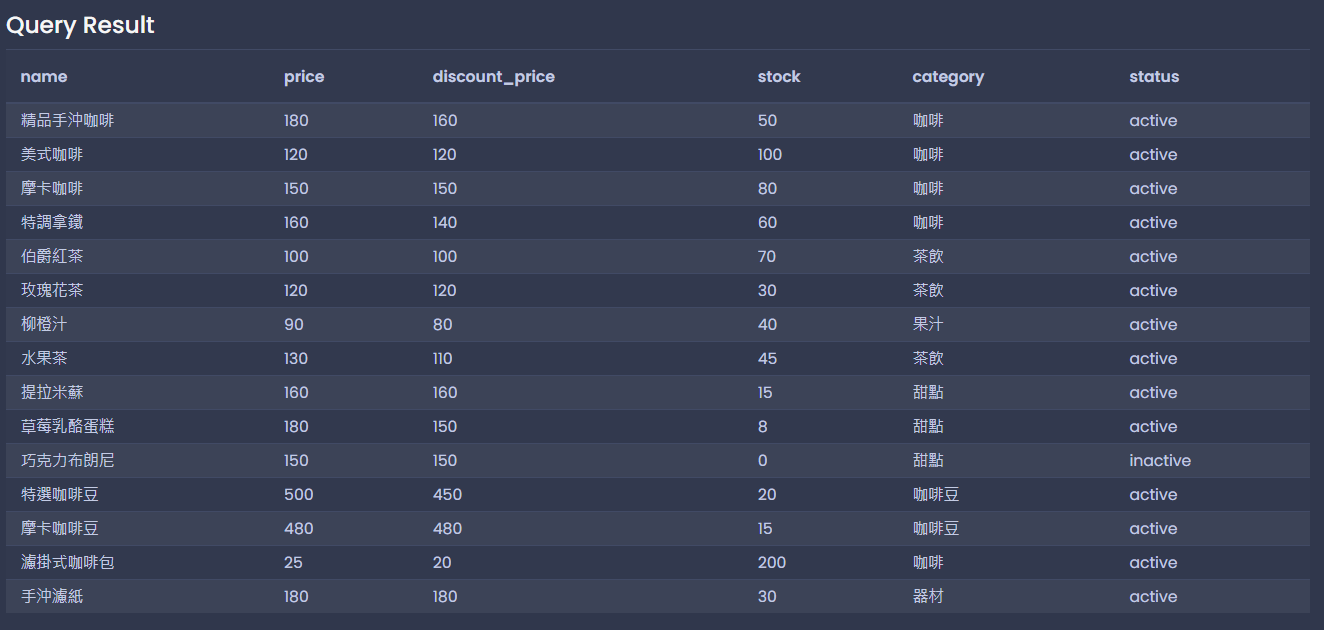 Query Result
name price discount_price stock category status
精品手沖咖啡 180 160 50 咖啡 active
美式咖啡 120 120 100 咖啡 active
摩卡咖啡 150 150 80 咖啡 active
特調拿鐵 160 140 60 咖啡 active
伯爵紅茶 100 100 70 茶飲 active
玫瑰花茶 120 120 30 茶飲 active
柳橙汁 90 80 40 果汁 active
水果茶 130 110 45 茶飲 active
提拉米蘇 160 160 15 甜點 active
草莓乳酪蛋糕 180 150 8 甜點 active
巧克力布朗尼 150 150 0 甜點 inactive
特選咖啡豆 500 450 20 咖啡豆 active
摩卡咖啡豆 480 480 15 咖啡豆 active
濾掛式咖啡包 25 20 200 咖啡 active
手沖濾紙 180 180 30 器材 active